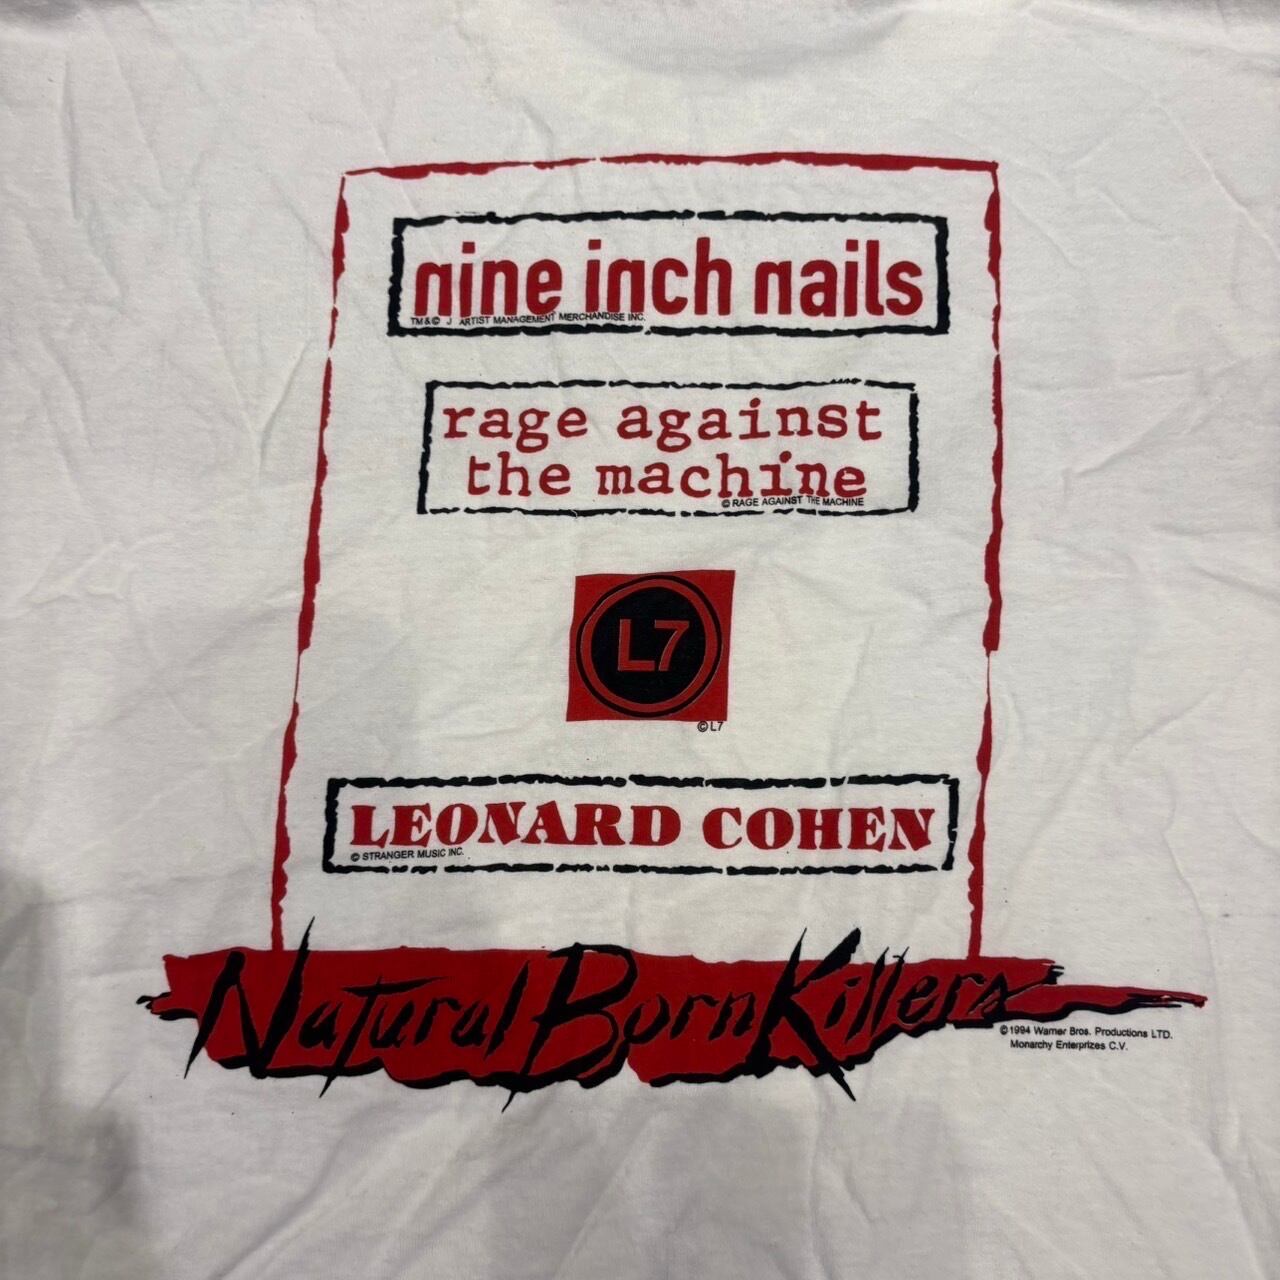 nine inch nails
TM & © J ARTIST MANAGEMENT MERCHANDISE INC.
rage against
the machine
© RAGE AGAINST THE MACHINE
L7
© L7
LEONARD COHEN
© STRANGER MUSIC INC.
Natural Born Killers
© 1994 Warner Bros. Productions LTD.
Monarchy Enterprizes C.V.